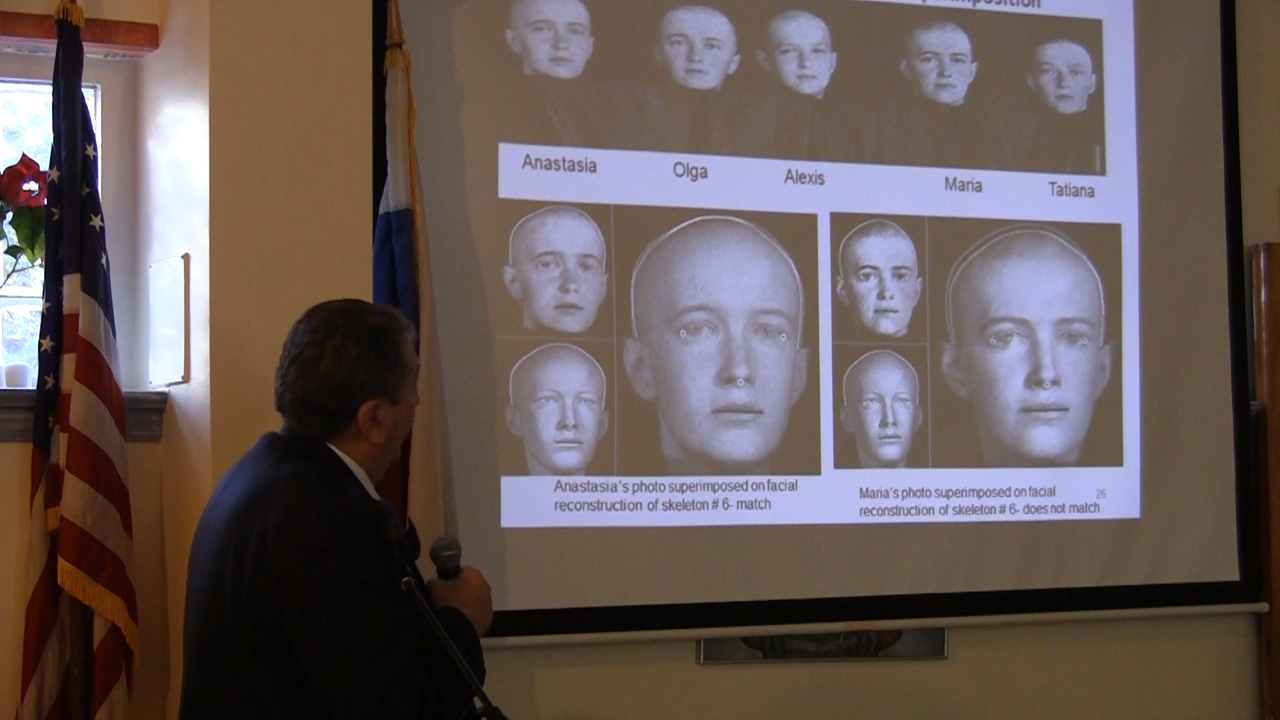 Anastasia
Olga
Alexis
Maria
Tatiana
Anastasia's photo superimposed on facial
reconstruction of skeleton # 6- match
Maria's photo superimposed on facial
reconstruction of skeleton # 6- does not match
26